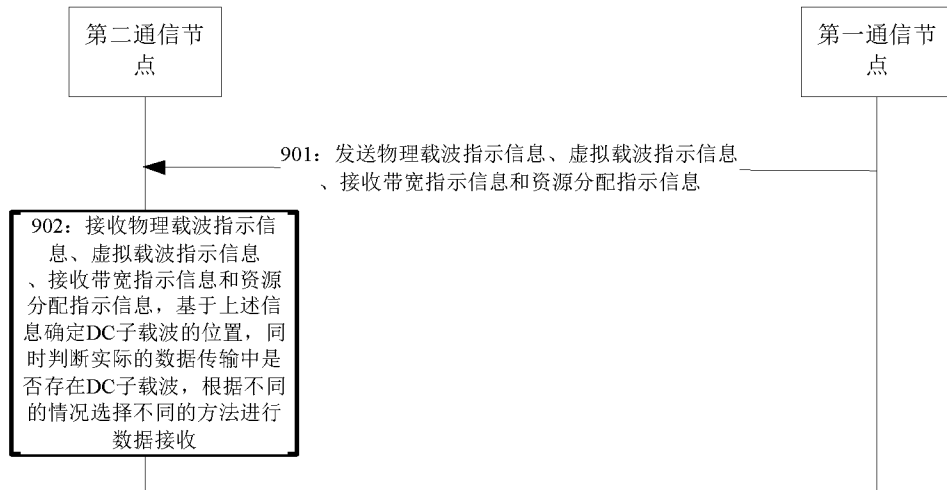 第二通信节
点
第一通信节
点
901：发送物理载波指示信息、虚拟载波指示信息
、接收带宽指示信息和资源分配指示信息
902：接收物理载波指示信
息、虚拟载波指示信息
、接收带宽指示信息和资源
分配指示信息，基于上述信
息确定DC子载波的位置，同
时判断实际的数据传输中是
否存在DC子载波，根据不同
的情况选择不同的方法进行
数据接收